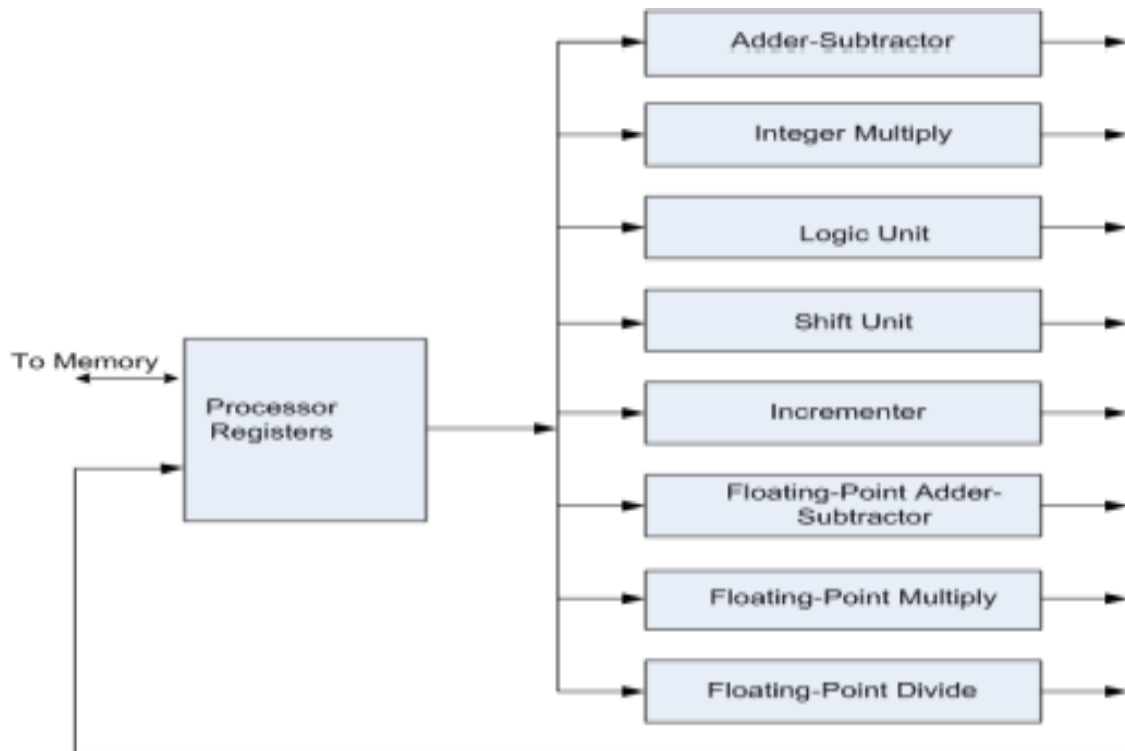 Adder-Subtractor
Integer Multiply
Logic Unit
Shift Unit
To Memory
Processor
Registers
Incrementer
Floating-Point Adder-
Subtractor
Floating-Point Multiply
Floating-Point Divide